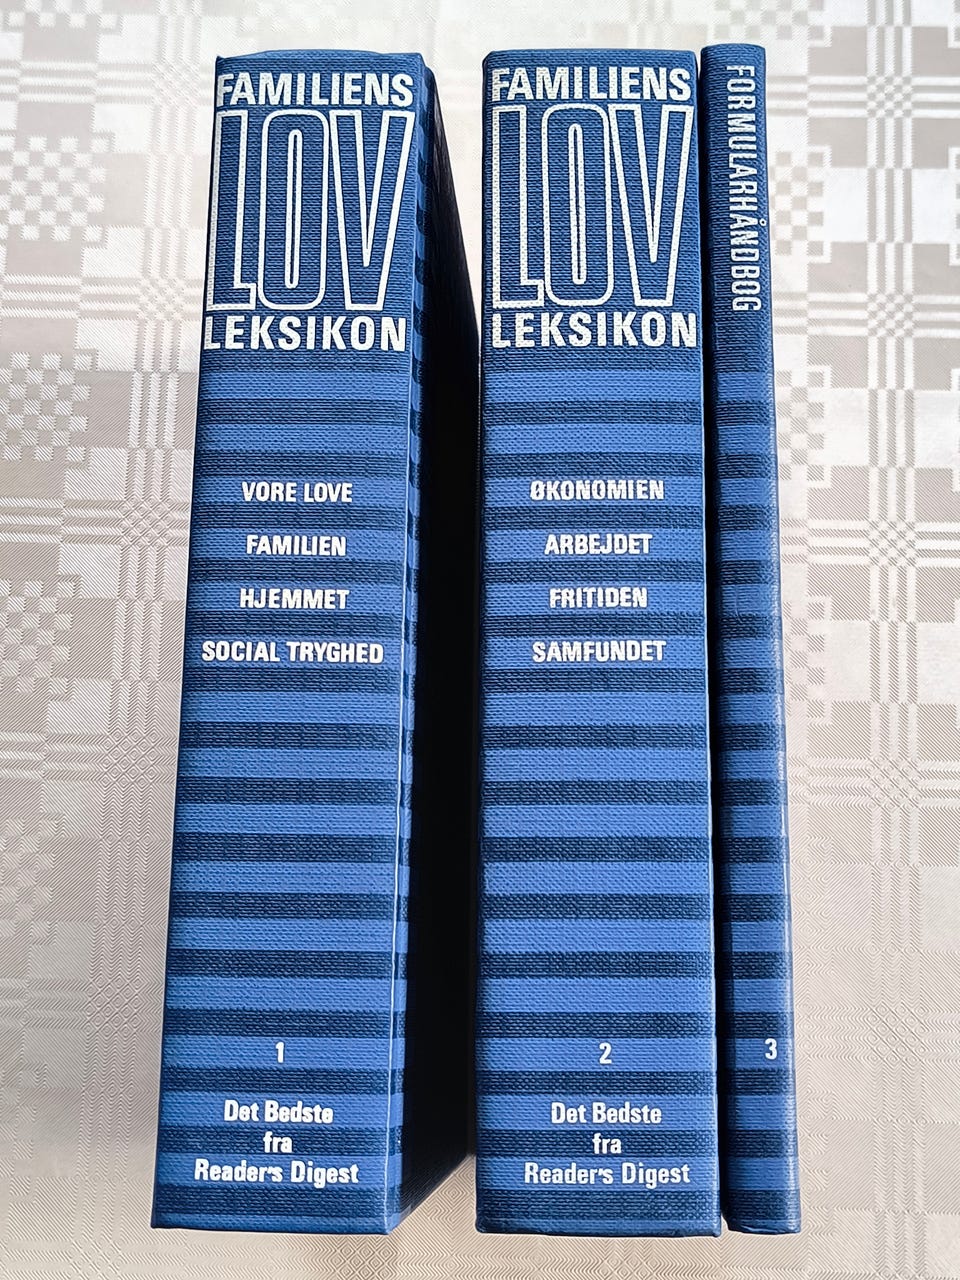 FAMILIENS
LOV
LEKSIKON
VORE LOVE
FAMILIEN
HJEMMET
SOCIAL TRYGHED
1
Det Bedste
fra
Reader's Digest
FAMILIENS
LOV
LEKSIKON
ØKONOMIEN
ARBEJDET
FRITIDEN
SAMFUNDET
2
Det Bedste
fra
Reader's Digest
FORMULARHÅNDBOG
3